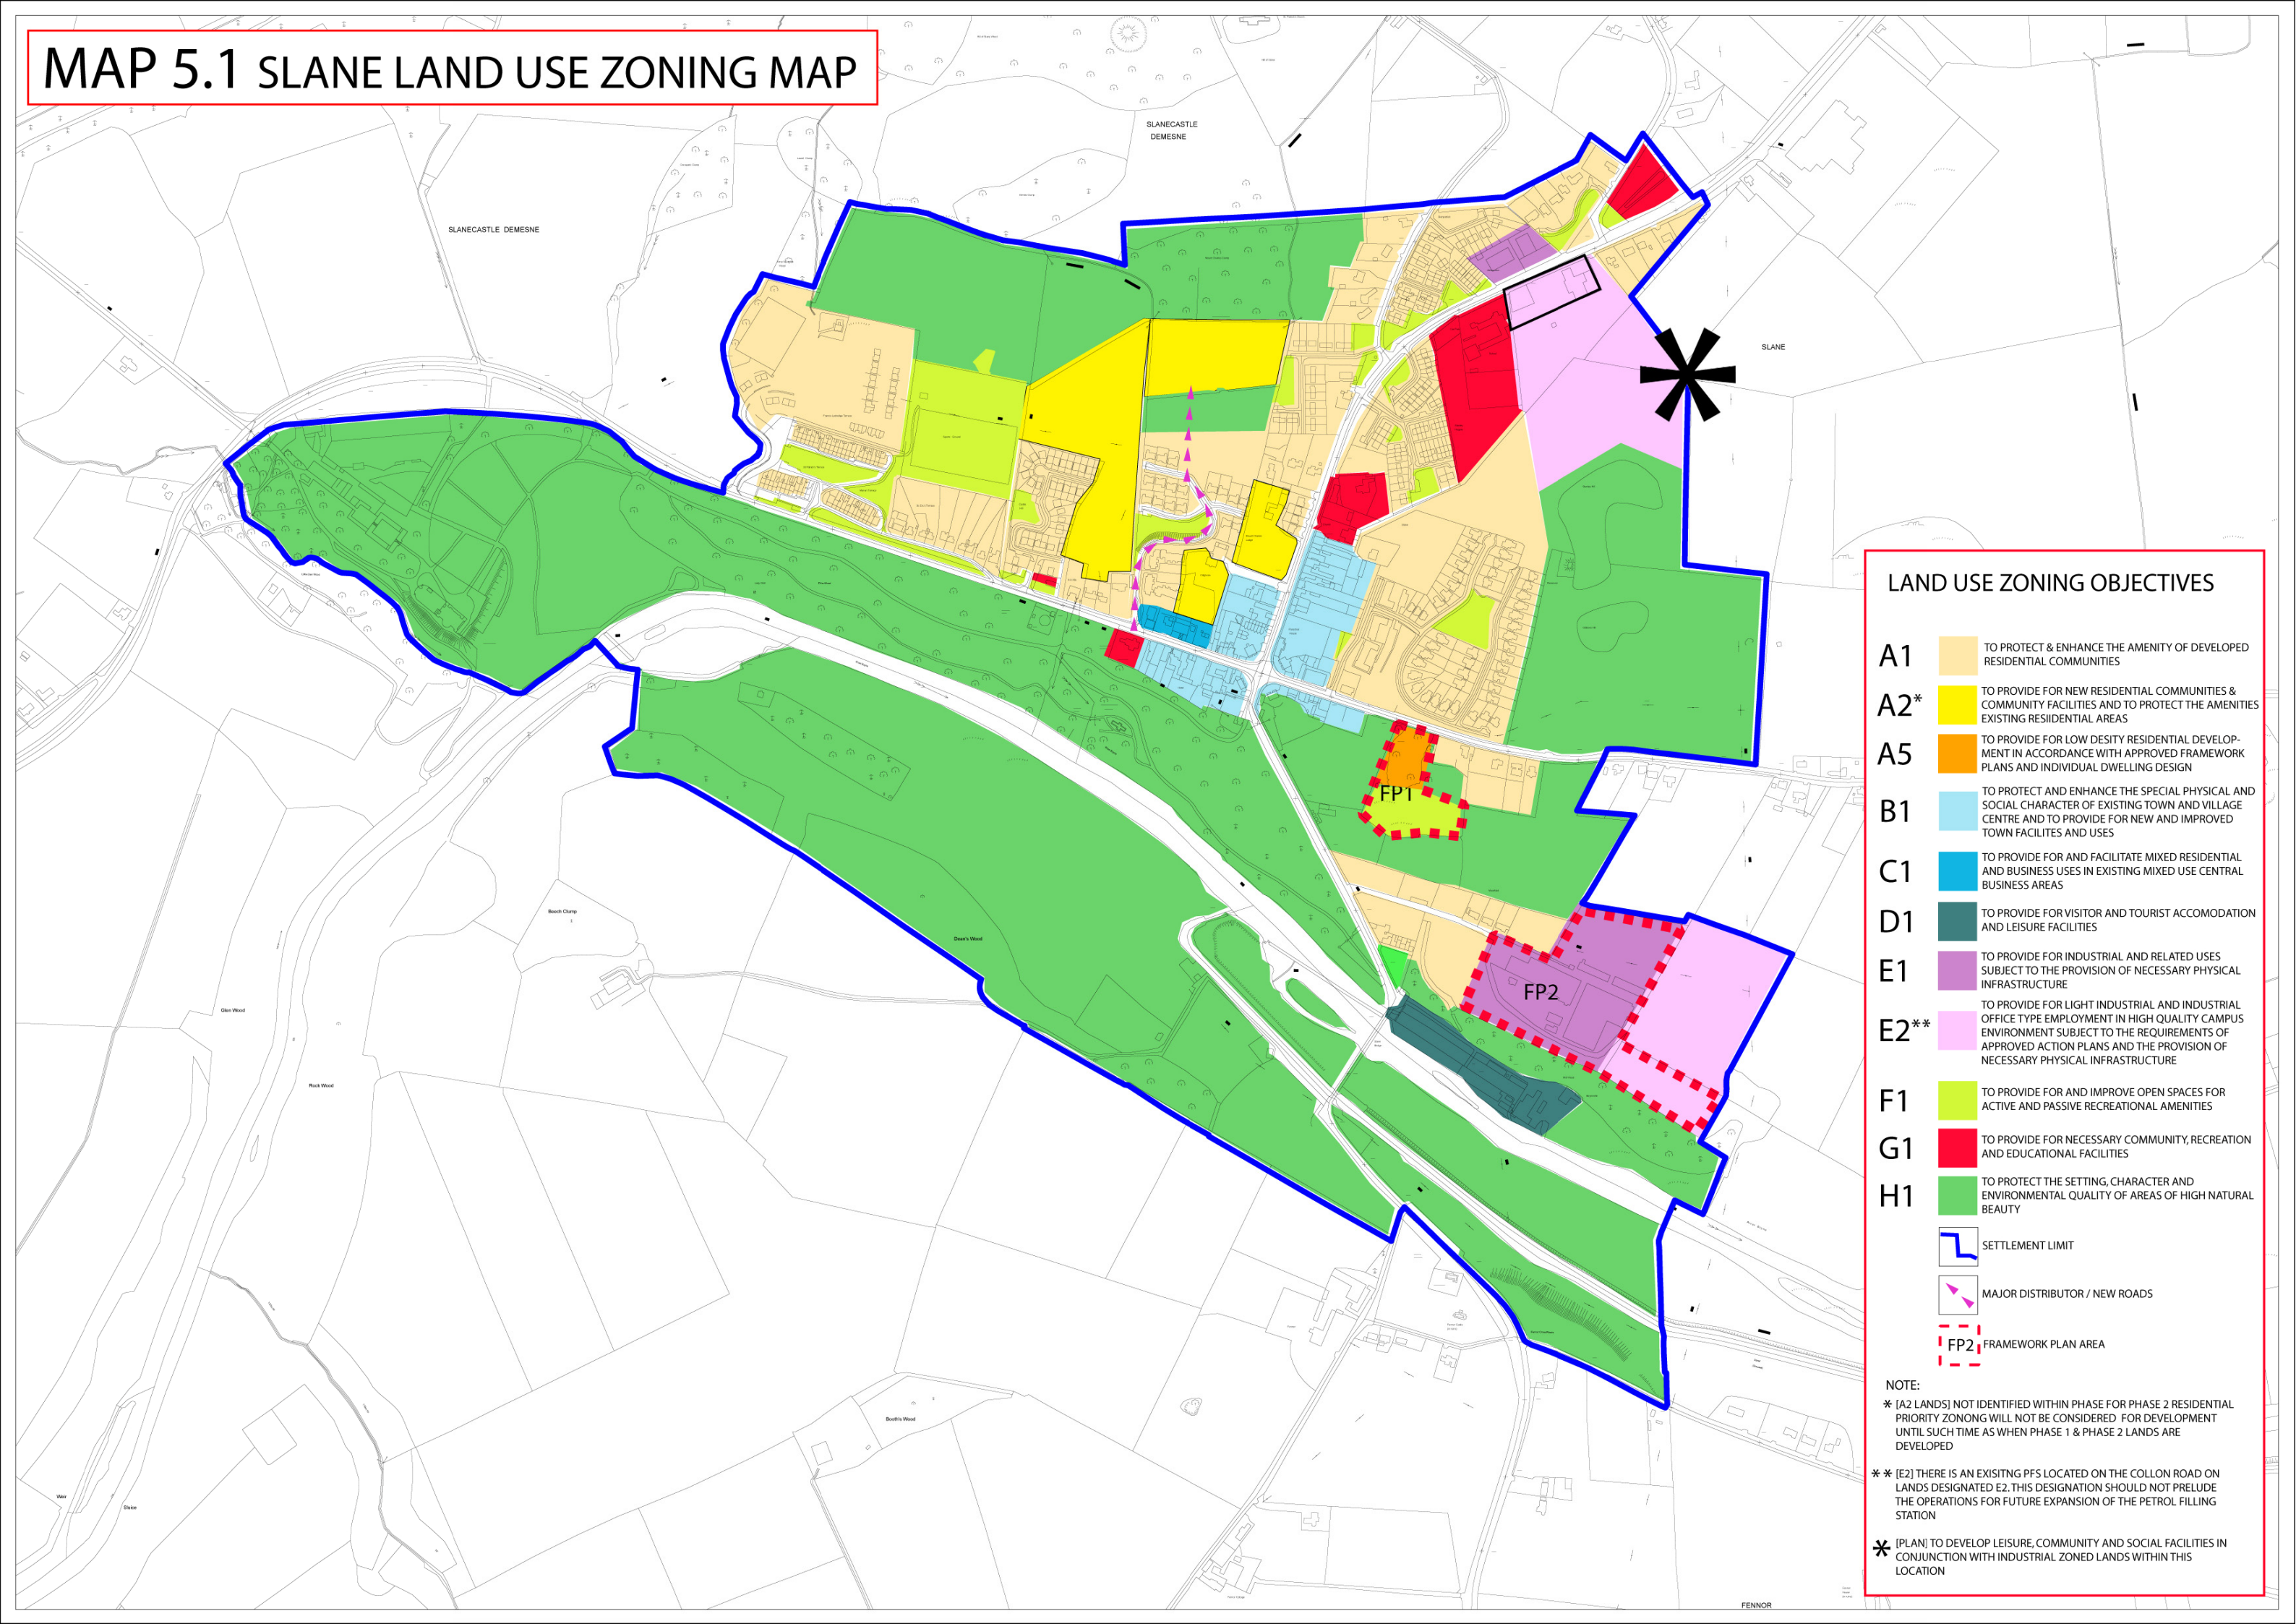 MAP 5.1 SLANE LAND USE ZONING MAP
SLANECASTLE
DEMESNE
SLANECASTLE DEMESNE
SLANE
FP1
Beech Clump
Dean's Wood
FP2
Glen Wood
Rock Wood
Booth's Wood
Weir
Elsine
FENNOR
LAND USE ZONING OBJECTIVES
A1
TO PROTECT & ENHANCE THE AMENITY OF DEVELOPED
RESIDENTIAL COMMUNITIES
A2*
TO PROVIDE FOR NEW RESIDENTIAL COMMUNITIES &
COMMUNITY FACILITIES AND TO PROTECT THE AMENITIES
EXISTING RESIIDENTIAL AREAS
A5
TO PROVIDE FOR LOW DESITY RESIDENTIAL DEVELOP-
MENT IN ACCORDANCE WITH APPROVED FRAMEWORK
PLANS AND INDIVIDUAL DWELLING DESIGN
B1
TO PROTECT AND ENHANCE THE SPECIAL PHYSICAL AND
SOCIAL CHARACTER OF EXISTING TOWN AND VILLAGE
CENTRE AND TO PROVIDE FOR NEW AND IMPROVED
TOWN FACILITES AND USES
C1
TO PROVIDE FOR AND FACILITATE MIXED RESIDENTIAL
AND BUSINESS USES IN EXISTING MIXED USE CENTRAL
BUSINESS AREAS
D1
TO PROVIDE FOR VISITOR AND TOURIST ACCOMODATION
AND LEISURE FACILITIES
E1
TO PROVIDE FOR INDUSTRIAL AND RELATED USES
SUBJECT TO THE PROVISION OF NECESSARY PHYSICAL
INFRASTRUCTURE
E2**
TO PROVIDE FOR LIGHT INDUSTRIAL AND INDUSTRIAL
OFFICE TYPE EMPLOYMENT IN HIGH QUALITY CAMPUS
ENVIRONMENT SUBJECT TO THE REQUIREMENTS OF
APPROVED ACTION PLANS AND THE PROVISION OF
NECESSARY PHYSICAL INFRASTRUCTURE
F1
TO PROVIDE FOR AND IMPROVE OPEN SPACES FOR
ACTIVE AND PASSIVE RECREATIONAL AMENITIES
G1
TO PROVIDE FOR NECESSARY COMMUNITY, RECREATION
AND EDUCATIONAL FACILITIES
H1
TO PROTECT THE SETTING, CHARACTER AND
ENVIRONMENTAL QUALITY OF AREAS OF HIGH NATURAL
BEAUTY
SETTLEMENT LIMIT
MAJOR DISTRIBUTOR / NEW ROADS
FP2 FRAMEWORK PLAN AREA
NOTE:
* [A2 LANDS] NOT IDENTIFIED WITHIN PHASE FOR PHASE 2 RESIDENTIAL
PRIORITY ZONONG WILL NOT BE CONSIDERED FOR DEVELOPMENT
UNTIL SUCH TIME AS WHEN PHASE 1 & PHASE 2 LANDS ARE
DEVELOPED
** [E2] THERE IS AN EXISITNG PFS LOCATED ON THE COLLON ROAD ON
LANDS DESIGNATED E2. THIS DESIGNATION SHOULD NOT PRELUDE
THE OPERATIONS FOR FUTURE EXPANSION OF THE PETROL FILLING
STATION
* [PLAN] TO DEVELOP LEISURE, COMMUNITY AND SOCIAL FACILITIES IN
CONJUNCTION WITH INDUSTRIAL ZONED LANDS WITHIN THIS
LOCATION